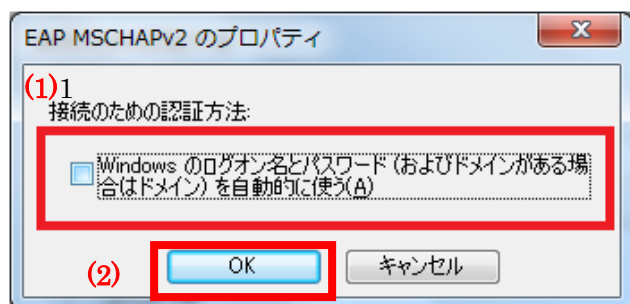 EAP MSCHAPv2 のプロパティ
(1)1
接続のための認証方法:
Windows のログオン名とパスワード (およびドメインがある場
合はドメイン) を自動的に使う(A)
(2)
OK
キャンセル